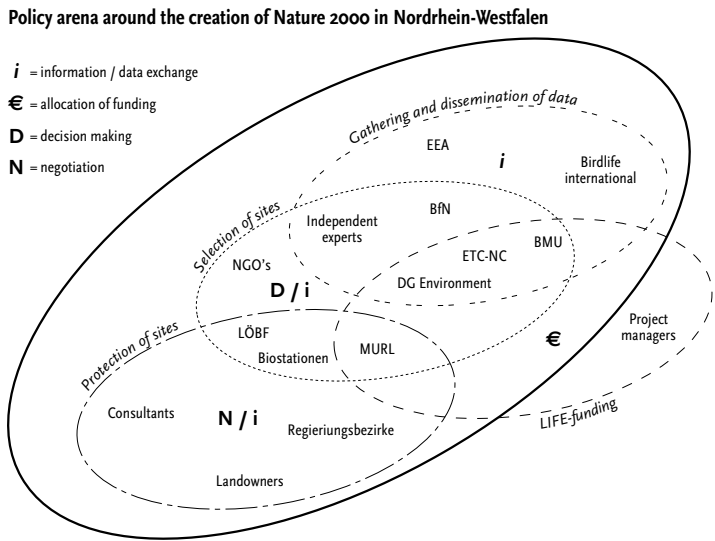 Policy arena around the creation of Nature 2000 in Nordrhein-Westfalen
i = information / data exchange
€ = allocation of funding
D = decision making
N = negotiation
Gathering and dissemination of data
EEA
i
Birdlife
international
Selection of sites
Independent
experts
BfN
BMU
ETC-NC
NGO's
DG Environment
D / i
Protection of sites
LÖBF
Biostationen
MURL
€
Project
managers
LIFE-funding
Consultants
N / i
Regieriungsbezirke
Landowners